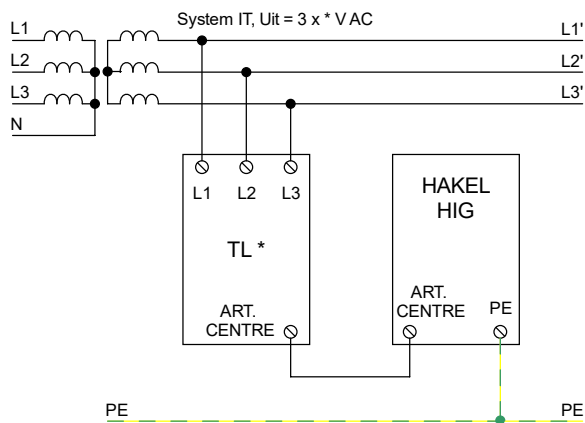 System IT, Uit = 3 x * V AC
L1
L1'
L2
L2'
L3
L3'
N
L1 L2 L3
TL *
ART.
CENTRE
HAKEL
HIG
ART.
CENTRE
PE
PE
PE